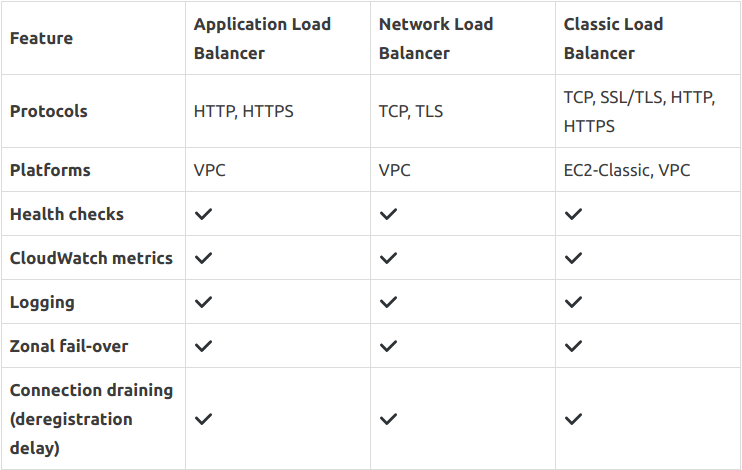 Feature
Application Load
Balancer
Network Load
Balancer
Classic Load
Balancer
Protocols
HTTP, HTTPS
TCP, TLS
TCP, SSL/TLS, HTTP,
HTTPS
Platforms
VPC
VPC
EC2-Classic, VPC
Health checks
CloudWatch metrics
Logging
Zonal fail-over
Connection draining
(deregistration
delay)